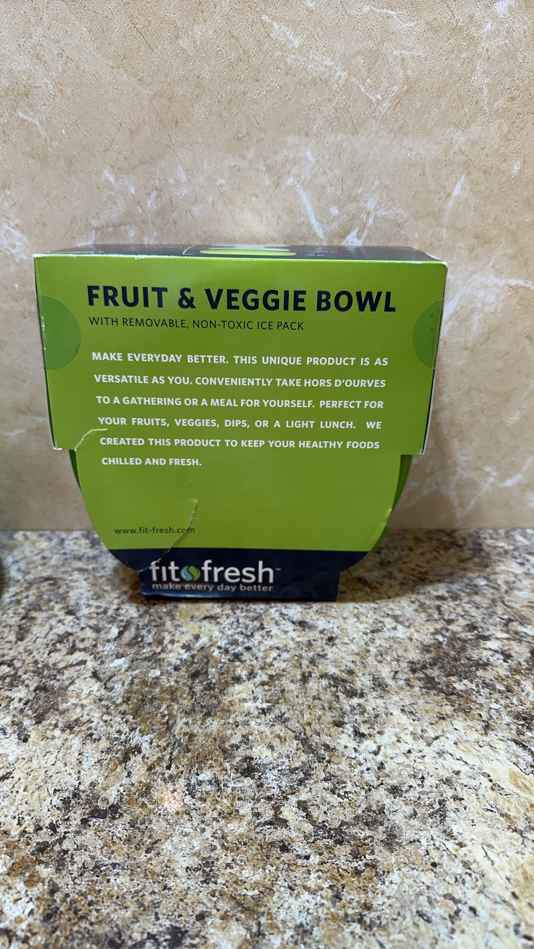 FRUIT & VEGGIE BOWL
WITH REMOVABLE, NON-TOXIC ICE PACK
MAKE EVERYDAY BETTER. THIS UNIQUE PRODUCT IS AS
VERSATILE AS YOU. CONVENIENTLY TAKE HORS D'OURVES
TO A GATHERING OR A MEAL FOR YOURSELF. PERFECT FOR
YOUR FRUITS, VEGGIES, DIPS, OR A LIGHT LUNCH. WE
CREATED THIS PRODUCT TO KEEP YOUR HEALTHY FOODS
CHILLED AND FRESH.
www.fit-fresh.com
fit fresh™
make every day better